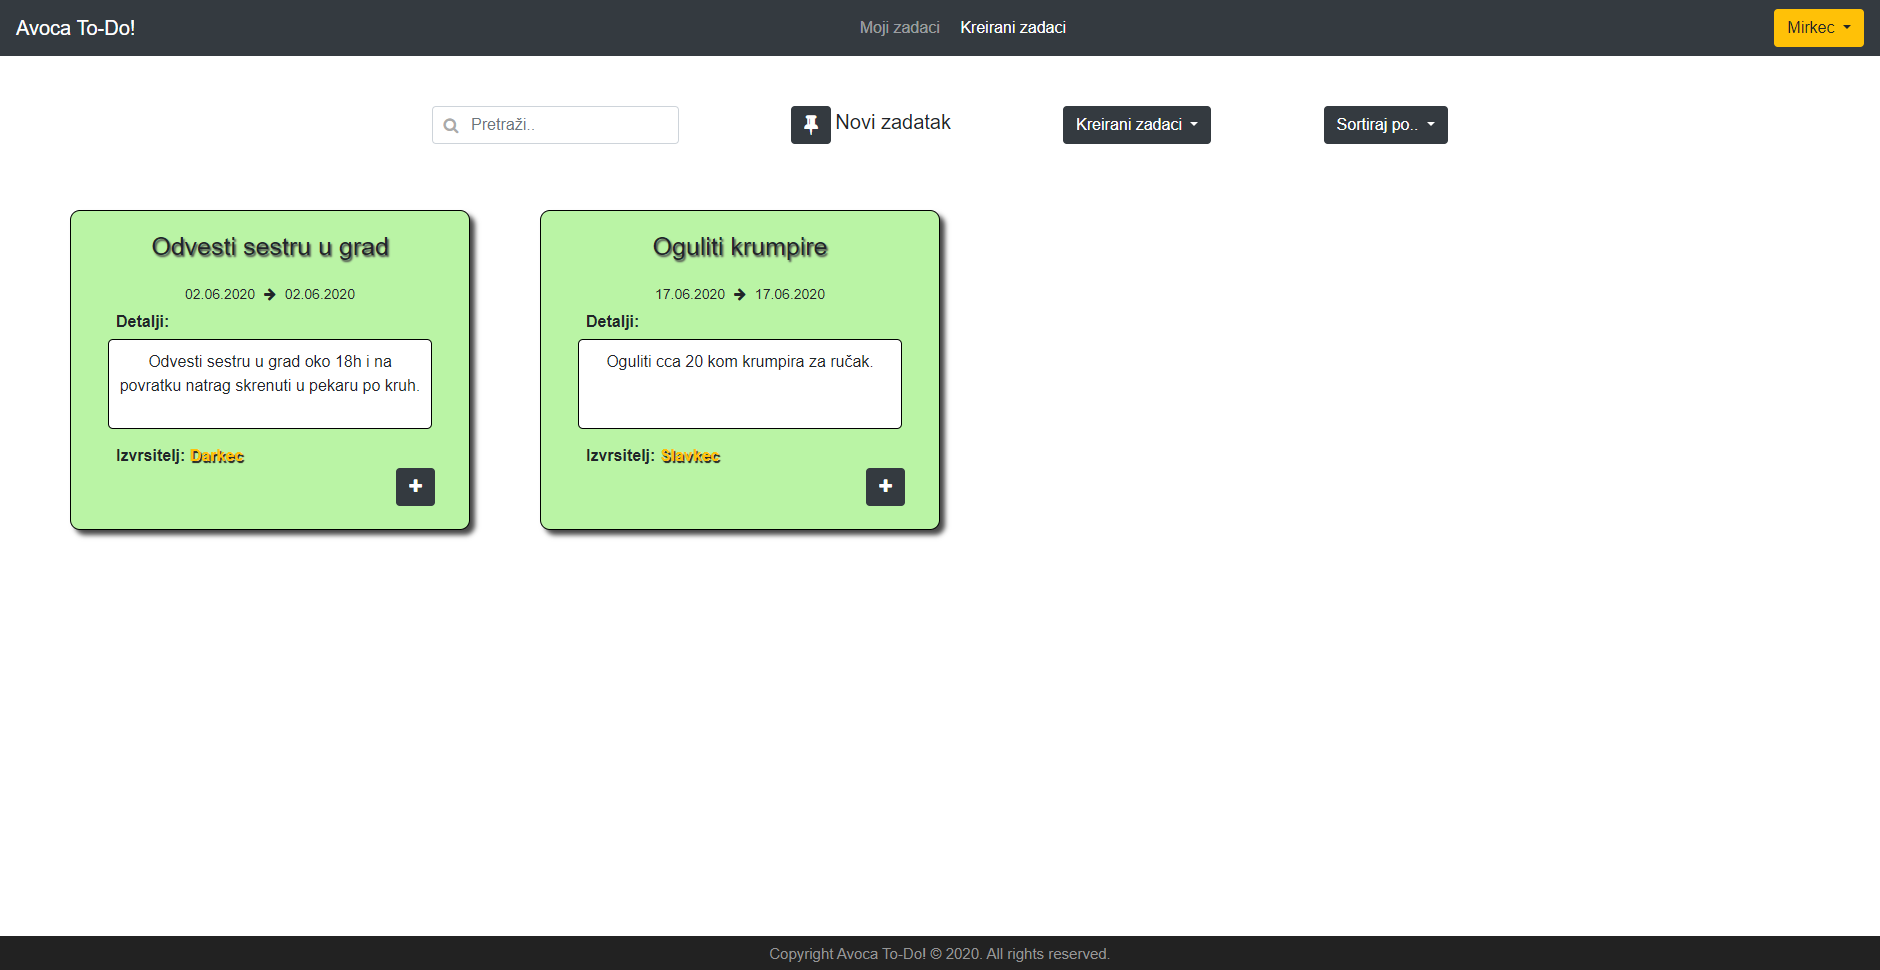 Avoca To-Do!
Moji zadaci
Kreirani zadaci
Mirkec
Pretraži..
Novi zadatak
Kreirani zadaci
Sortiraj po..
Odvesti sestru u grad
02.06.2020 → 02.06.2020
Detalji:
Odvesti sestru u grad oko 18h i na
povratku natrag skrenuti u pekaru po kruh.
Izvrsitelj: Darkec
Oguliti krumpire
17.06.2020 → 17.06.2020
Detalji:
Oguliti cca 20 kom krumpira za ručak.
Izvrsitelj: Slavkec
Copyright Avoca To-Do! © 2020. All rights reserved.